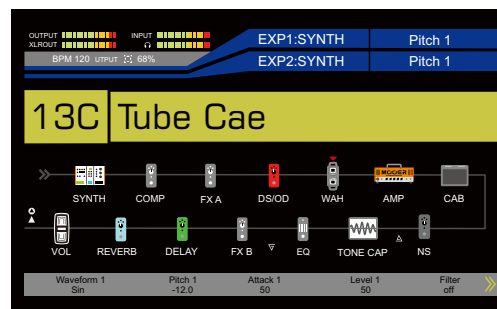 OUTPUT INPUT
XLROUT
BPM 120 UTPUT 68%
EXP1:SYNTH Pitch 1
EXP2:SYNTH Pitch 1
13C Tube Cae
MOOER
SYNTH COMP FX A DS/OD WAH AMP CAB
VOL REVERB DELAY FX B EQ TONE CAP NS
Waveform 1 Pitch 1 Attack 1 Level 1 Filter
Sin -12.0 50 50 off